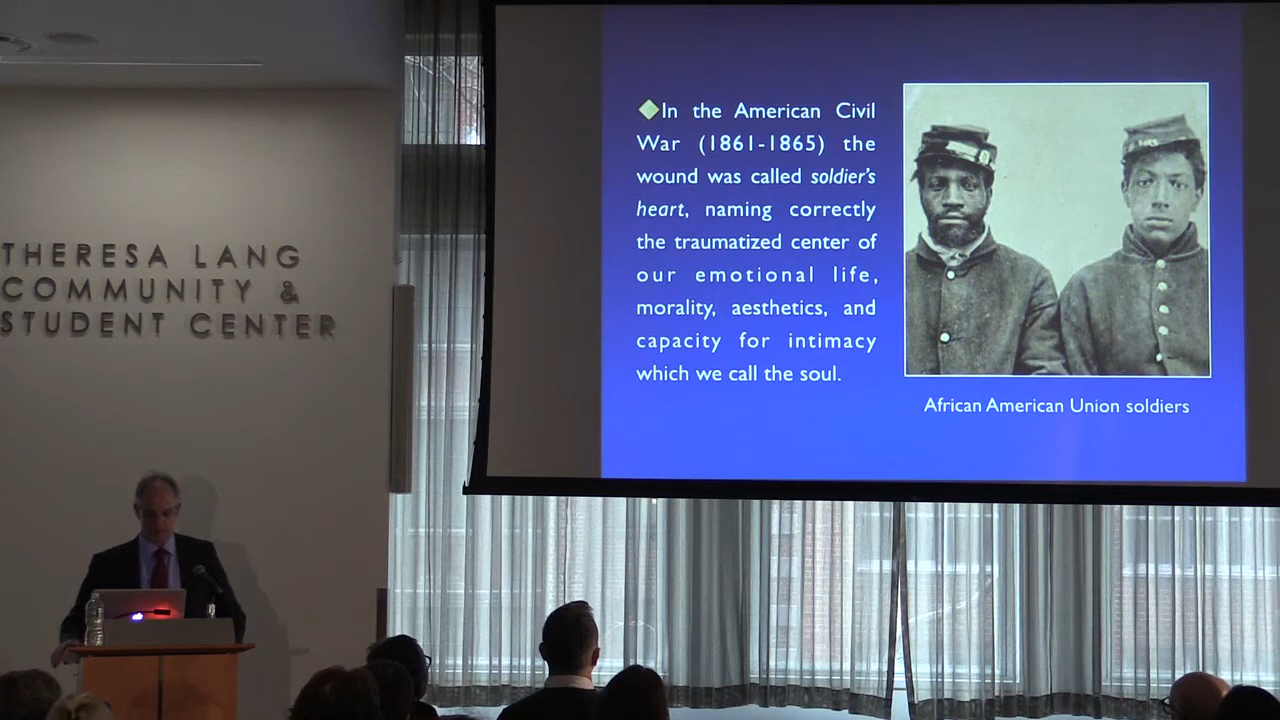 THERESA LANG
COMMUNITY &
STUDENT CENTER
In the American Civil
War (1861-1865) the
wound was called soldier's
heart, naming correctly
the traumatized center of
our emotional life,
morality, aesthetics, and
capacity for intimacy
which we call the soul.
African American Union soldiers